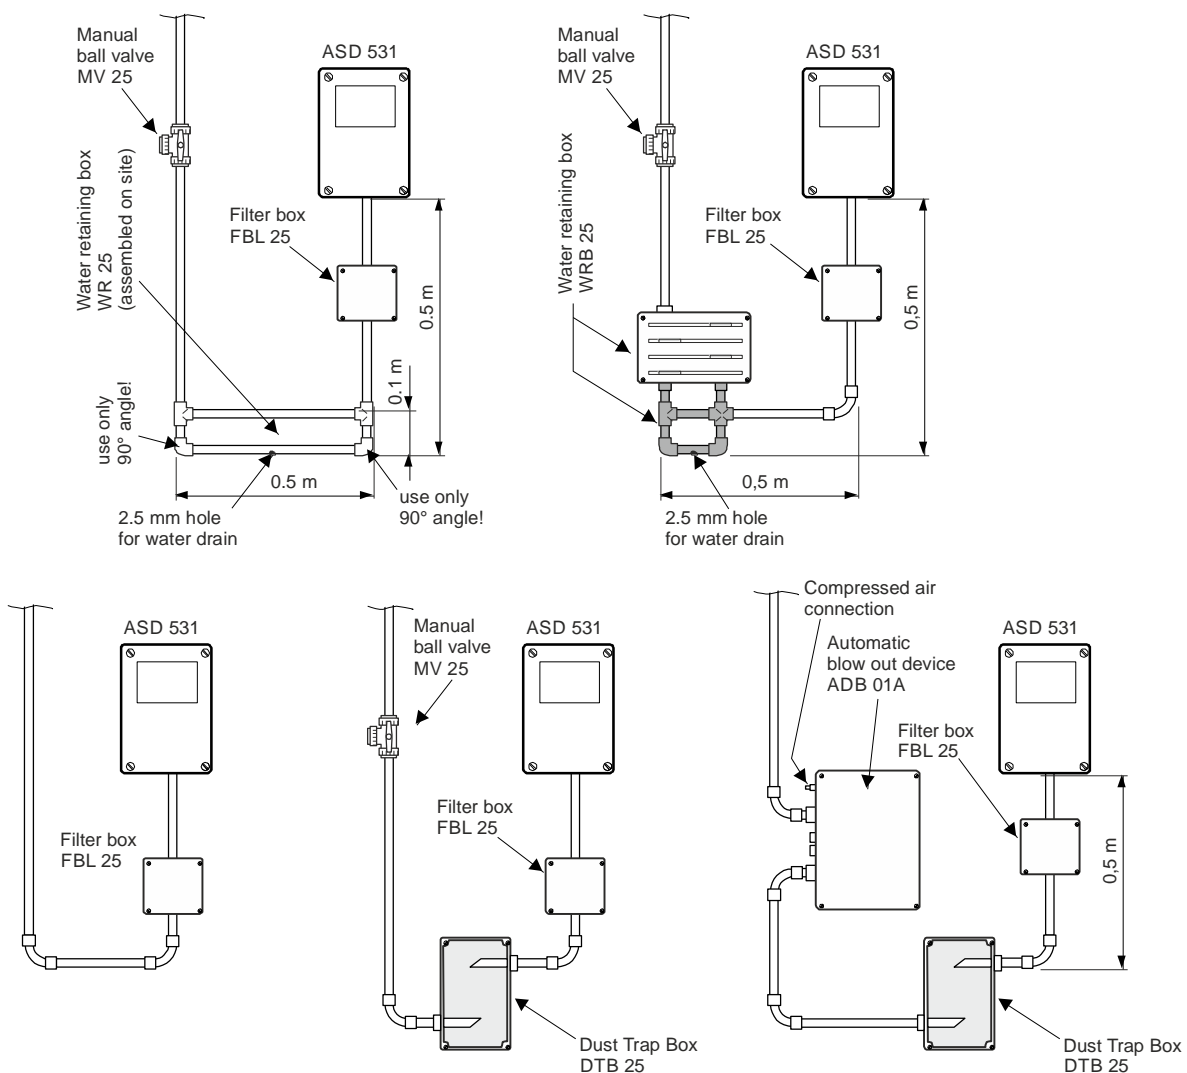 Manual
ball valve
MV 25
ASD 531
Water retaining box
WR 25
(assembled on site)
Filter box
FBL 25
0.5 m
0.1 m
use only
90° angle!
0.5 m
use only
90° angle!
2.5 mm hole
for water drain
Manual
ball valve
MV 25
ASD 531
Water retaining box
WRB 25
Filter box
FBL 25
0,5 m
0,5 m
2.5 mm hole
for water drain
ASD 531
Filter box
FBL 25
Manual
ball valve
MV 25
ASD 531
Filter box
FBL 25
Dust Trap Box
DTB 25
Compressed air
connection
Automatic
blow out device
ADB 01A
ASD 531
Filter box
FBL 25
0,5 m
Dust Trap Box
DTB 25